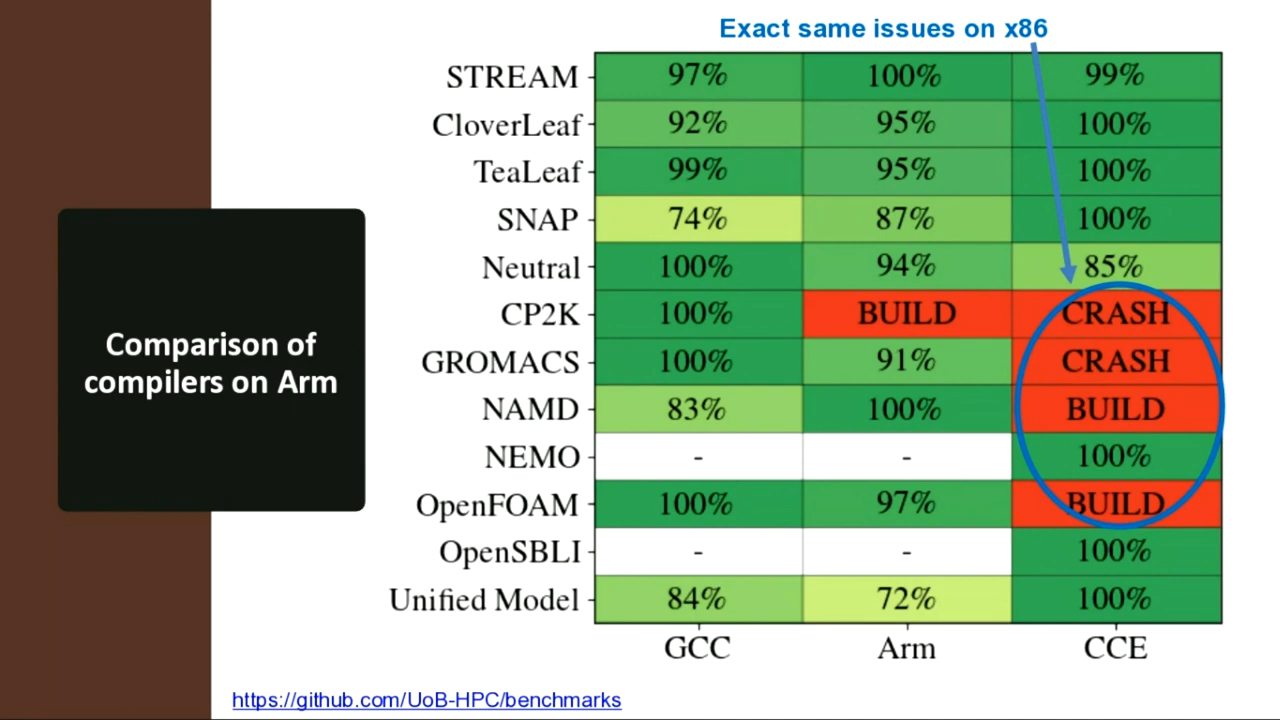 Exact same issues on x86
Comparison of
compilers on Arm
STREAM 97% 100% 99%
CloverLeaf 92% 95% 100%
TeaLeaf 99% 95% 100%
SNAP 74% 87% 100%
Neutral 100% 94% 85%
CP2K 100% BUILD CRASH
GROMACS 100% 91% CRASH
NAMD 83% 100% BUILD
NEMO - - 100%
OpenFOAM 100% 97% BUILD
OpenSBLI - - 100%
Unified Model 84% 72% 100%
GCC Arm CCE
https://github.com/UoB-HPC/benchmarks